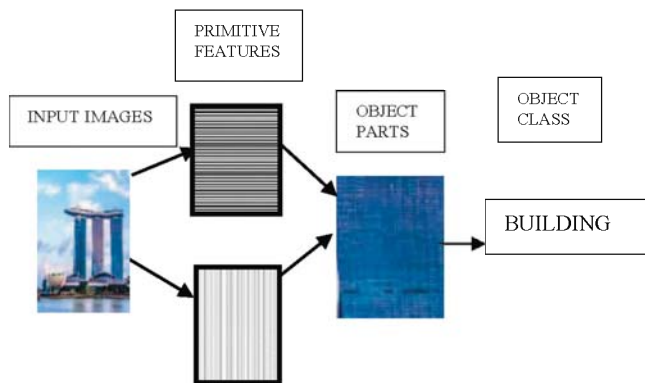 PRIMITIVE
FEATURES
INPUT IMAGES
OBJECT
PARTS
OBJECT
CLASS
BUILDING